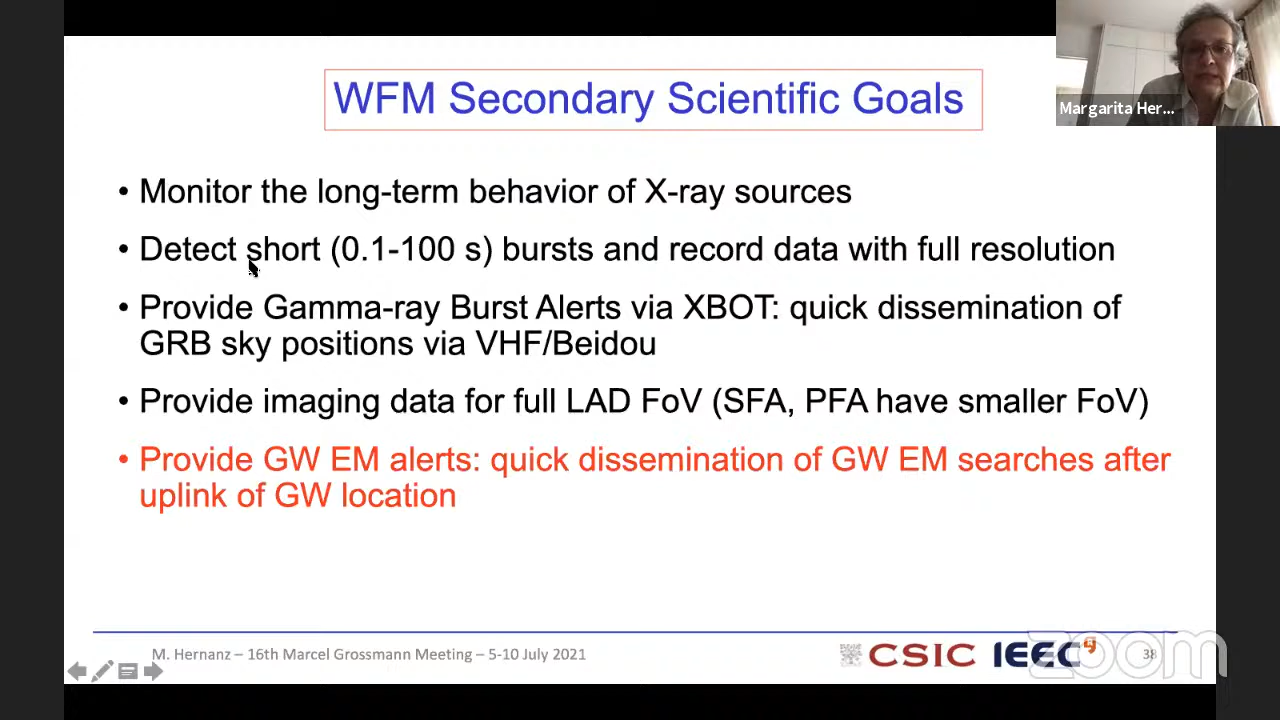 WFM Secondary Scientific Goals
Margarita Her...
• Monitor the long-term behavior of X-ray sources
• Detect short (0.1-100 s) bursts and record data with full resolution
• Provide Gamma-ray Burst Alerts via XBOT: quick dissemination of
GRB sky positions via VHF/Beidou
• Provide imaging data for full LAD FoV (SFA, PFA have smaller FoV)
• Provide GW EM alerts: quick dissemination of GW EM searches after
uplink of GW location
M. Hernanz – 16th Marcel Grossmann Meeting – 5-10 July 2021
CSIC IEEC
zoom
38